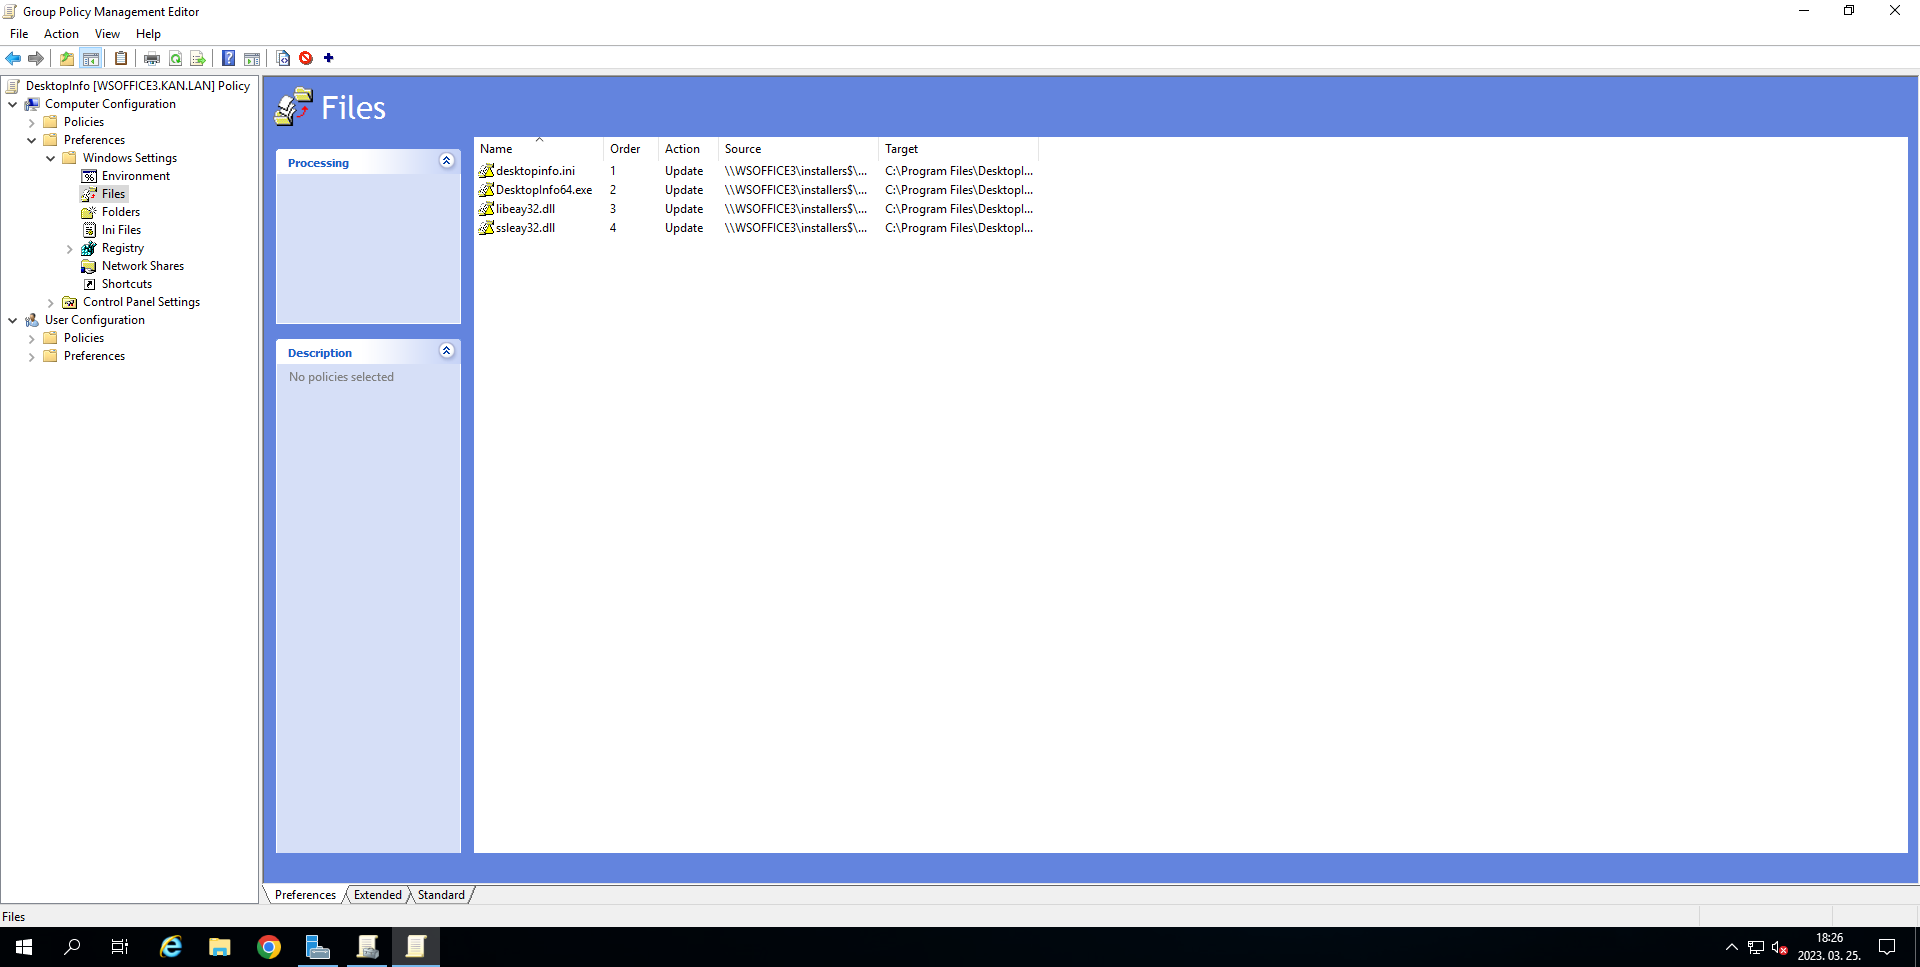 Group Policy Management Editor
File Action View Help
DesktopInfo [WSOFFICE3.KAN.LAN] Policy
Computer Configuration
Policies
Preferences
Windows Settings
Environment
Files
Folders
Ini Files
Registry
Network Shares
Shortcuts
Control Panel Settings
User Configuration
Policies
Preferences
Files
Processing
Description
No policies selected
Name Order Action Source Target
desktopinfo.ini 1 Update \\WSOFFICE3\installers$\... C:\Program Files\DesktopI...
DesktopInfo64.exe 2 Update \\WSOFFICE3\installers$\... C:\Program Files\DesktopI...
libeay32.dll 3 Update \\WSOFFICE3\installers$\... C:\Program Files\DesktopI...
ssleay32.dll 4 Update \\WSOFFICE3\installers$\... C:\Program Files\DesktopI...
Preferences Extended Standard
Files
18:26
2023. 03. 25.